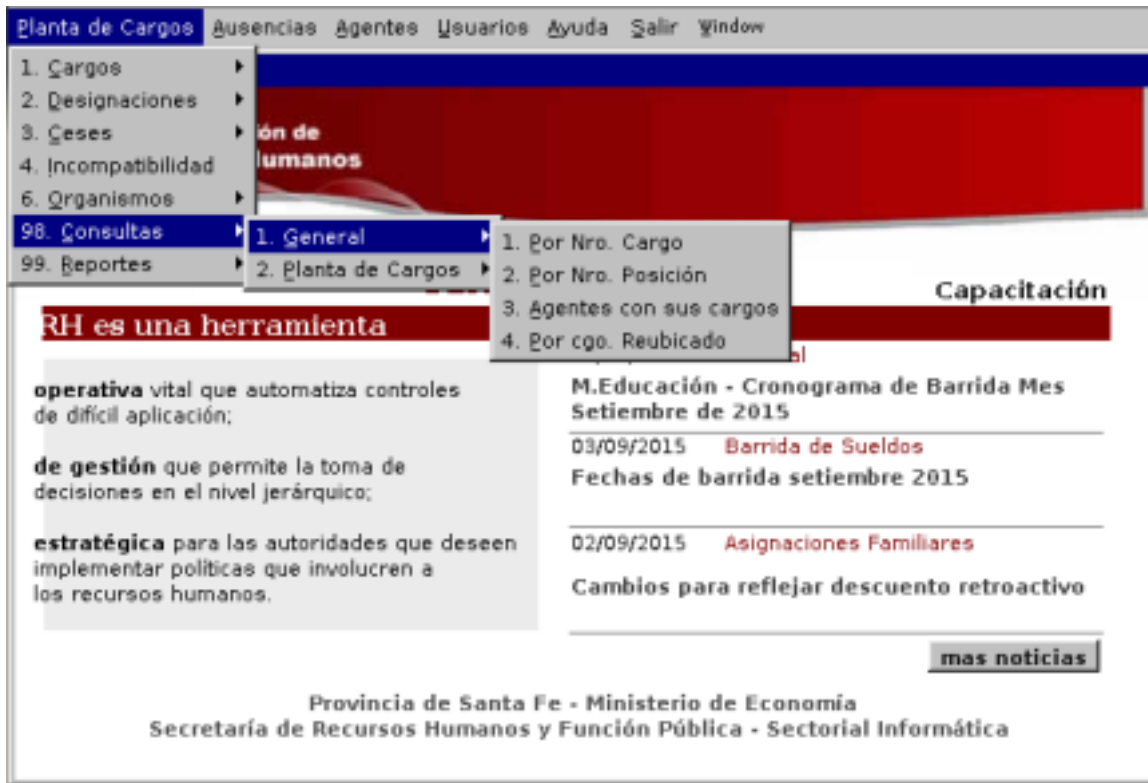 Planta de Cargos Ausencias Agentes Usuarios Ayuda Salir Window
1. Cargos
2. Designaciones
3. Ceses
4. Incompatibilidad
6. Organismos
98. Consultas
99. Reportes
1. General
2. Planta de Cargos
1. Por Nro. Cargo
2. Por Nro. Posición
3. Agentes con sus cargos
4. Por cgo. Reubicado
ón de
umanos
Capacitación
RH es una herramienta
operativa vital que automatiza controles
de difícil aplicación;
de gestión que permite la toma de
decisiones en el nivel jerárquico;
estratégica para las autoridades que deseen
implementar políticas que involucren a
los recursos humanos.
al
M.Educación - Cronograma de Barrida Mes
Setiembre de 2015
03/09/2015 Barrida de Sueldos
Fechas de barrida setiembre 2015
02/09/2015 Asignaciones Familiares
Cambios para reflejar descuento retroactivo
mas noticias
Provincia de Santa Fe - Ministerio de Economía
Secretaría de Recursos Humanos y Función Pública - Sectorial Informática